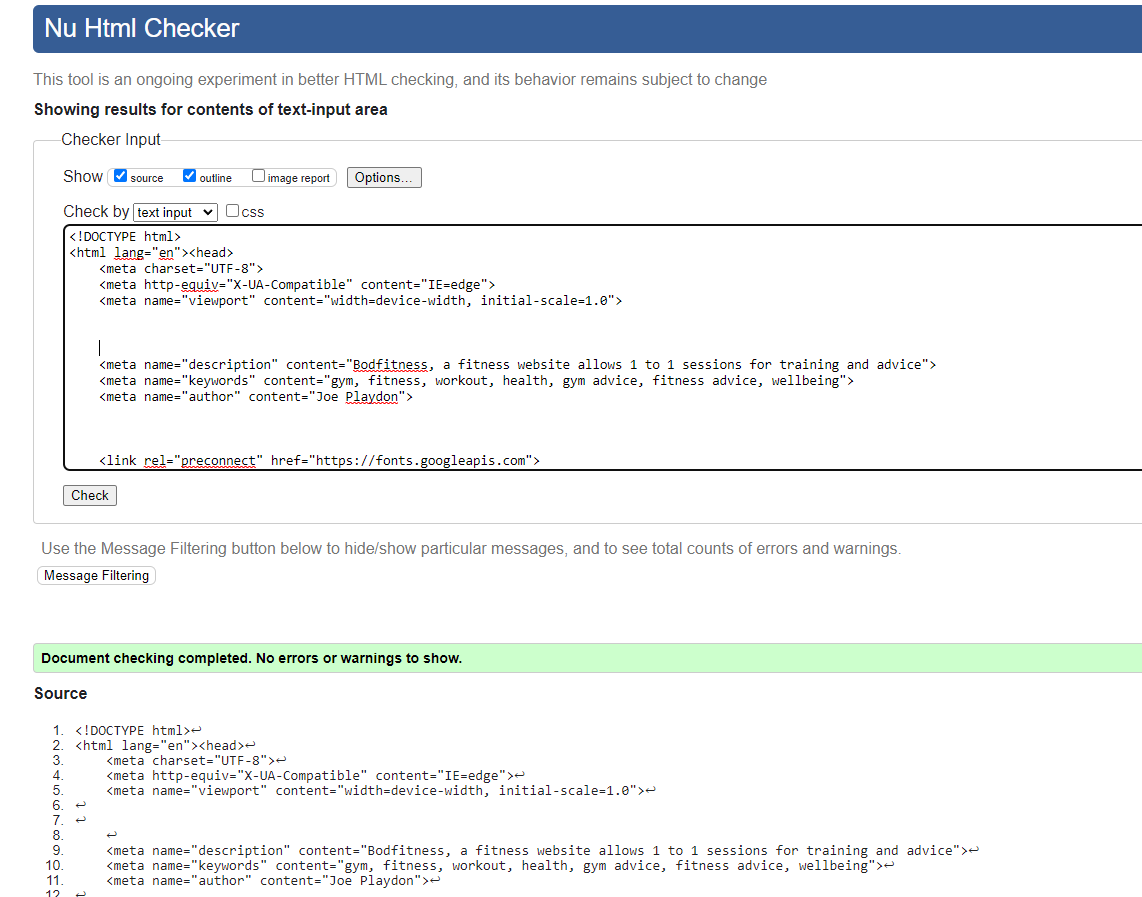 Nu Html Checker
This tool is an ongoing experiment in better HTML checking, and its behavior remains subject to change
Showing results for contents of text-input area
Checker Input
Show source outline image report Options...
Check by text input css
<!DOCTYPE html>
<html lang="en"><head>
    <meta charset="UTF-8">
    <meta http-equiv="X-UA-Compatible" content="IE=edge">
    <meta name="viewport" content="width=device-width, initial-scale=1.0">
    <meta name="description" content="Bodfitness, a fitness website allows 1 to 1 sessions for training and advice">
    <meta name="keywords" content="gym, fitness, workout, health, gym advice, fitness advice, wellbeing">
    <meta name="author" content="Joe Playdon">
    <link rel="preconnect" href="https://fonts.googleapis.com">
Check
Use the Message Filtering button below to hide/show particular messages, and to see total counts of errors and warnings.
Message Filtering
Document checking completed. No errors or warnings to show.
Source
1. <!DOCTYPE html>↩
2. <html lang="en"><head>↩
3.     <meta charset="UTF-8">↩
4.     <meta http-equiv="X-UA-Compatible" content="IE=edge">↩
5.     <meta name="viewport" content="width=device-width, initial-scale=1.0">↩
6. ↩
7. ↩
8.     ↩
9.     <meta name="description" content="Bodfitness, a fitness website allows 1 to 1 sessions for training and advice">↩
10.     <meta name="keywords" content="gym, fitness, workout, health, gym advice, fitness advice, wellbeing">↩
11.     <meta name="author" content="Joe Playdon">↩
12. ↩